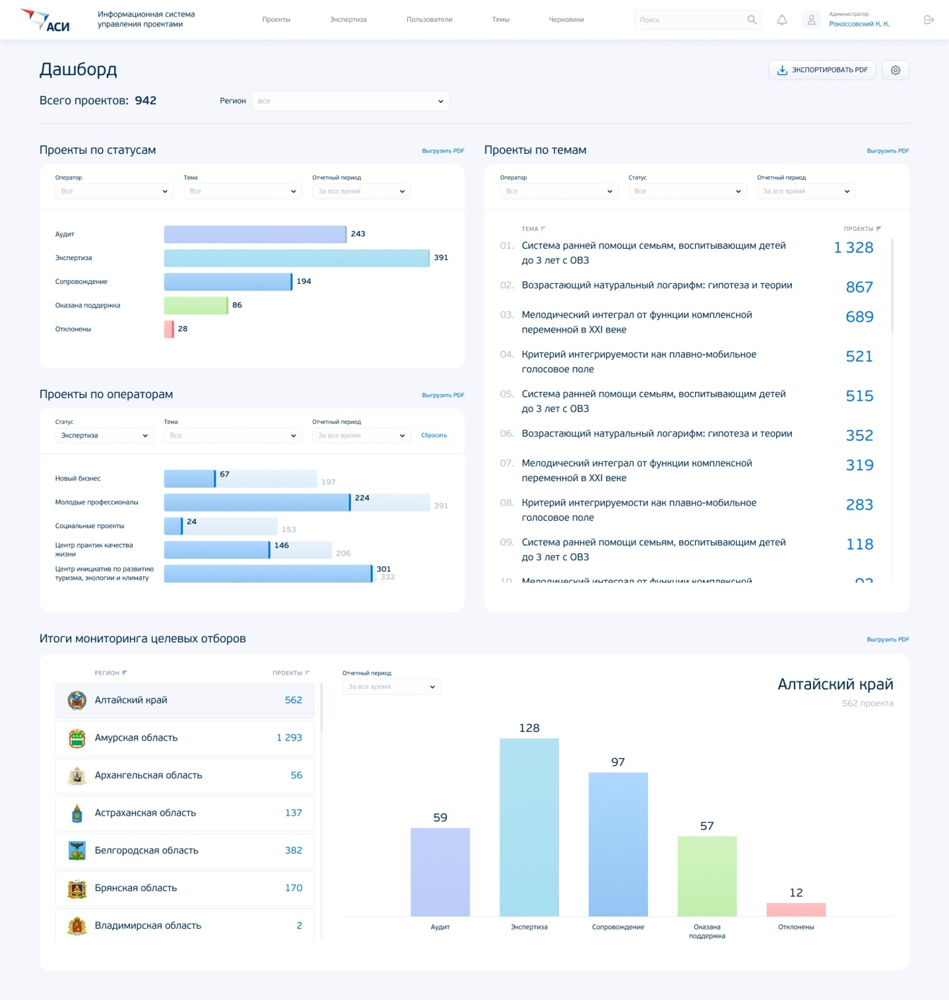 АСИ
Информационная система
управления проектами
Проекты
Экспертиза
Пользователи
Темы
Черновики
Поиск
Администратор
Рокоссовский К. К.
Дашборд
ЭКСПОРТИРОВАТЬ PDF
Всего проектов: 942
Регион
все
Проекты по статусам
Выгрузить PDF
Оператор
Тема
Отчетный период
Все
Все
За все время
Аудит
243
Экспертиза
391
Сопровождение
194
Оказана поддержка
86
Отклонены
28
Проекты по операторам
Выгрузить PDF
Статус
Тема
Отчетный период
Экспертиза
Все
За все время
Сбросить
Новый бизнес
67
197
Молодые профессионалы
224
391
Социальные проекты
24
153
Центр практик качества
жизни
146
206
Центр инициатив по развитию
туризма, экологии и климату
301
332
Проекты по темам
Выгрузить PDF
Оператор
Статус
Отчетный период
Все
Все
За все время
ТЕМА
ПРОЕКТЫ
01. Система ранней помощи семьям, воспитывающим детей
до 3 лет с ОВЗ
1 328
02. Возрастающий натуральный логарифм: гипотеза и теории
867
03. Мелодический интеграл от функции комплексной
переменной в XXI веке
689
04. Критерий интегрируемости как плавно-мобильное
голосовое поле
521
05. Система ранней помощи семьям, воспитывающим детей
до 3 лет с ОВЗ
515
06. Возрастающий натуральный логарифм: гипотеза и теории
352
07. Мелодический интеграл от функции комплексной
переменной в XXI веке
319
08. Критерий интегрируемости как плавно-мобильное
голосовое поле
283
09. Система ранней помощи семьям, воспитывающим детей
до 3 лет с ОВЗ
118
10. Мелодический интеграл от функции комплексной
Итоги мониторинга целевых отборов
Выгрузить PDF
РЕГИОН
ПРОЕКТЫ
Алтайский край
562
Амурская область
1 293
Архангельская область
56
Астраханская область
137
Белгородская область
382
Брянская область
170
Владимирская область
2
Отчетный период
За все время
Алтайский край
562 проекта
59
128
97
57
12
Аудит
Экспертиза
Сопровождение
Оказана
поддержка
Отклонены